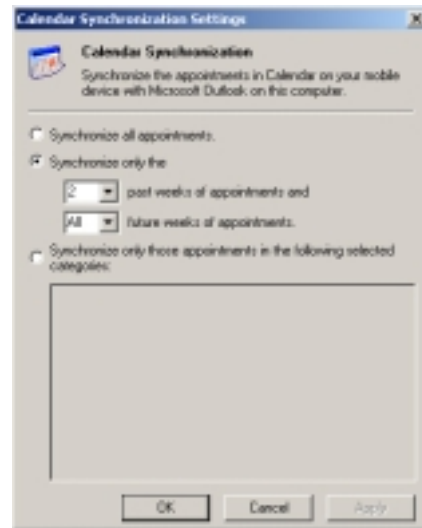 Calendar Synchronization Settings
Calendar Synchronization
Synchronize the appointments in Calendar on your mobile
device with Microsoft Outlook on this computer.
Synchronize all appointments.
Synchronize only the
2 past weeks of appointments and
All future weeks of appointments.
Synchronize only those appointments in the following selected
categories:
OK Cancel Apply